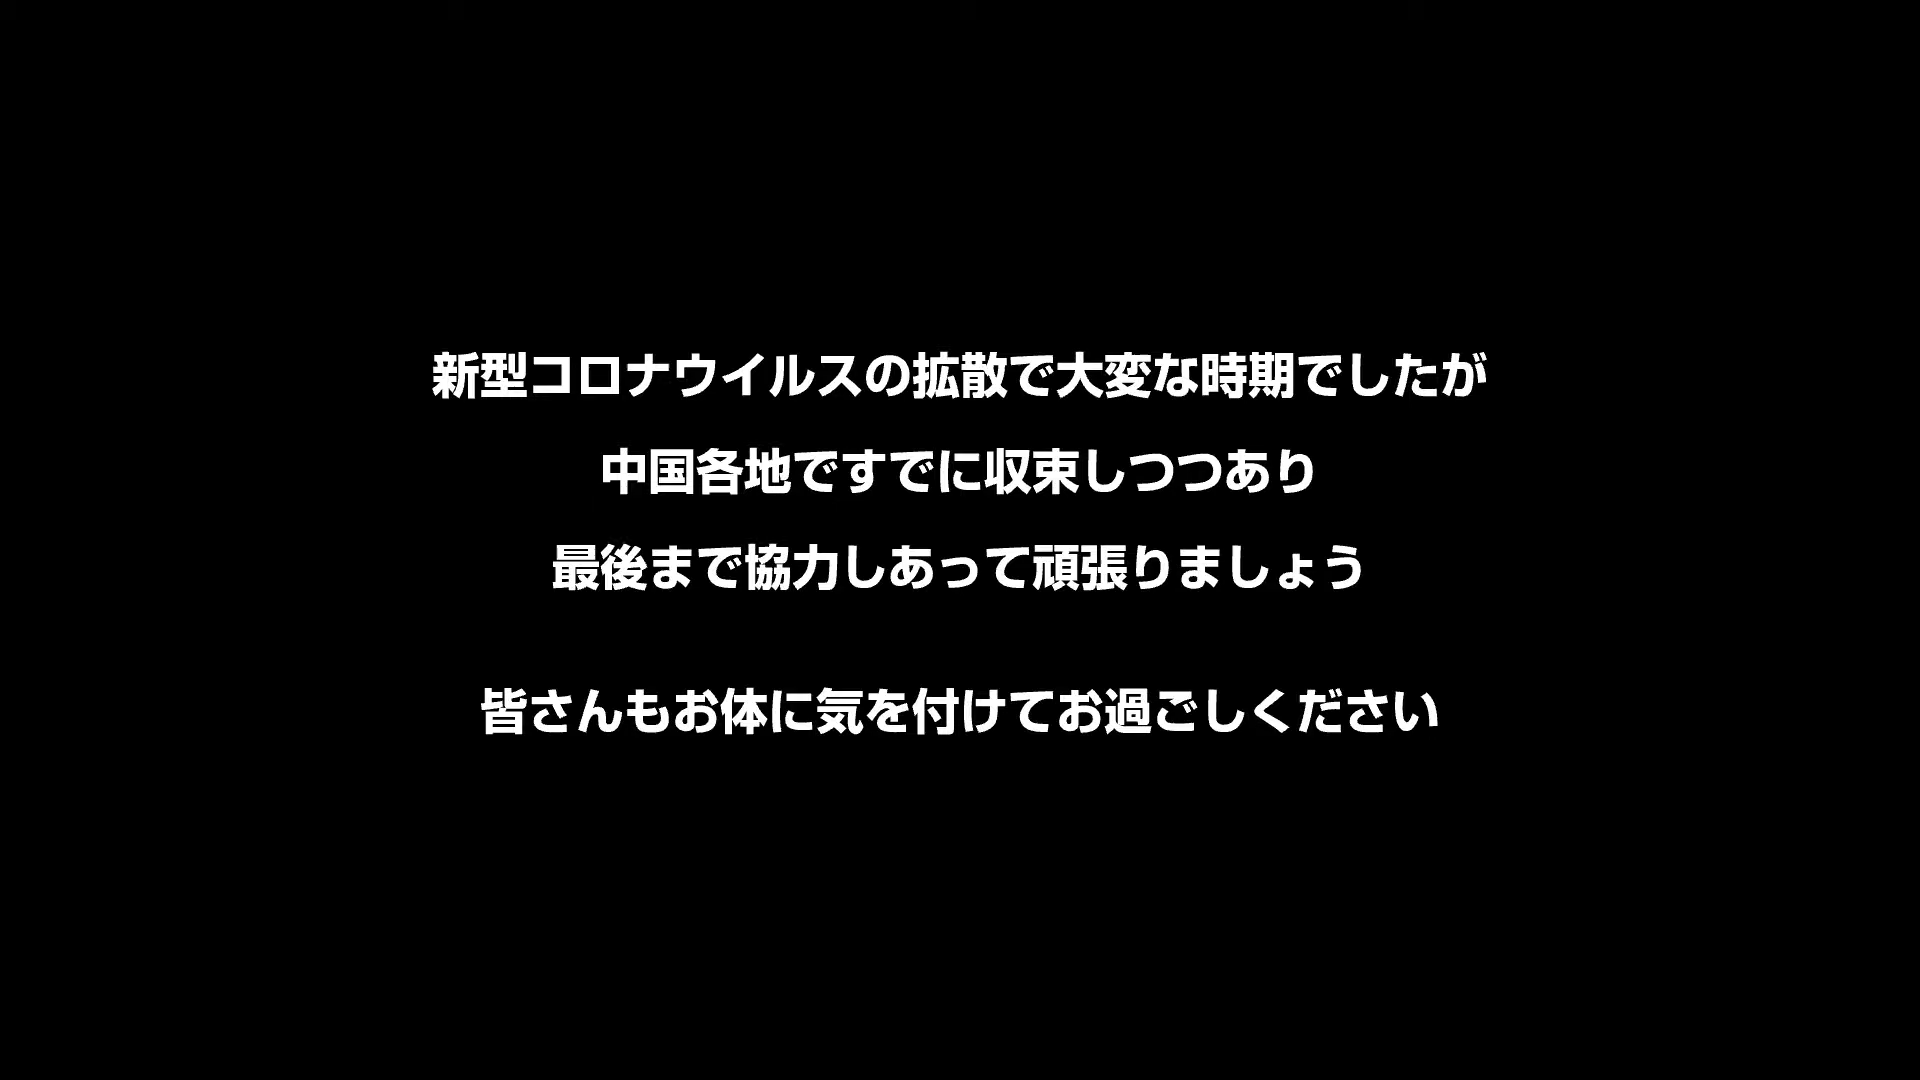 新型コロナウイルスの拡散で大変な時期でしたが
中国各地ですでに収束しつつあり
最後まで協力しあって頑張りましょう
皆さんもお体に気を付けてお過ごしください